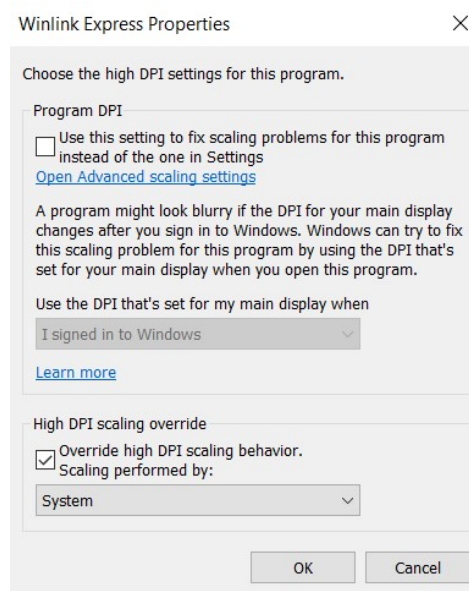 Winlink Express Properties
Choose the high DPI settings for this program.
Program DPI
Use this setting to fix scaling problems for this program
instead of the one in Settings
Open Advanced scaling settings
A program might look blurry if the DPI for your main display
changes after you sign in to Windows. Windows can try to fix
this scaling problem for this program by using the DPI that's
set for your main display when you open this program.
Use the DPI that's set for my main display when
I signed in to Windows
Learn more
High DPI scaling override
Override high DPI scaling behavior.
Scaling performed by:
System
OK
Cancel